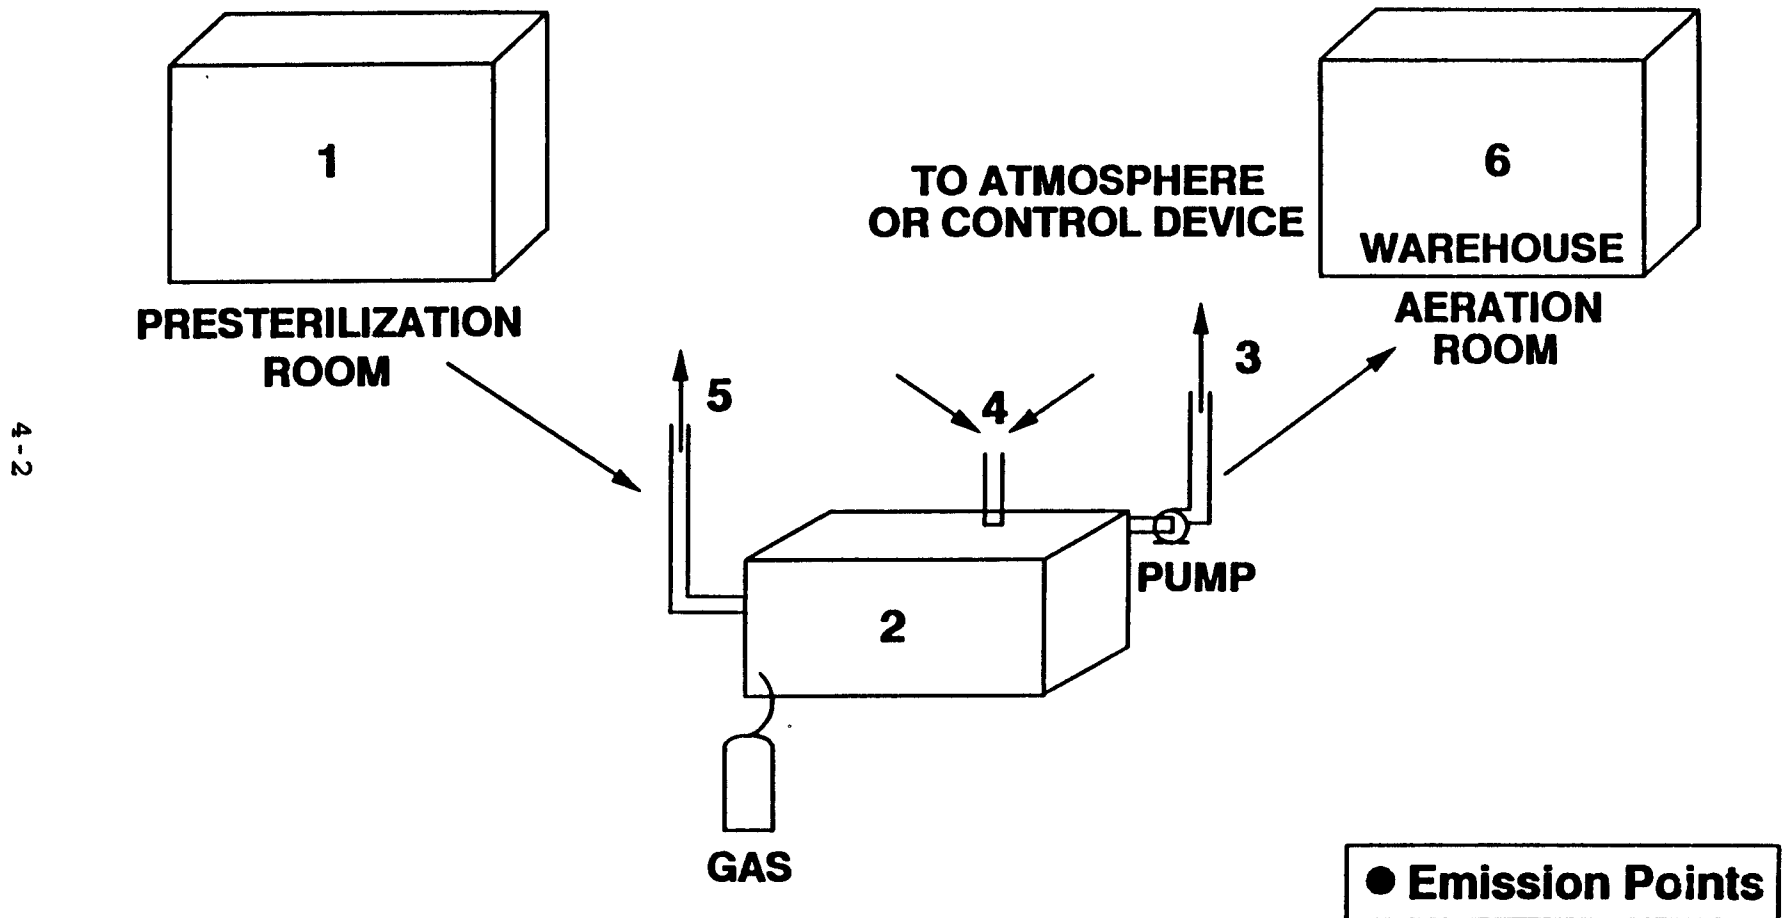 1
6
TO ATMOSPHERE
OR CONTROL DEVICE
WAREHOUSE
PRESTERILIZATION
ROOM
AERATION
ROOM
5
4
3
4-2
PUMP
2
GAS
● Emission Points